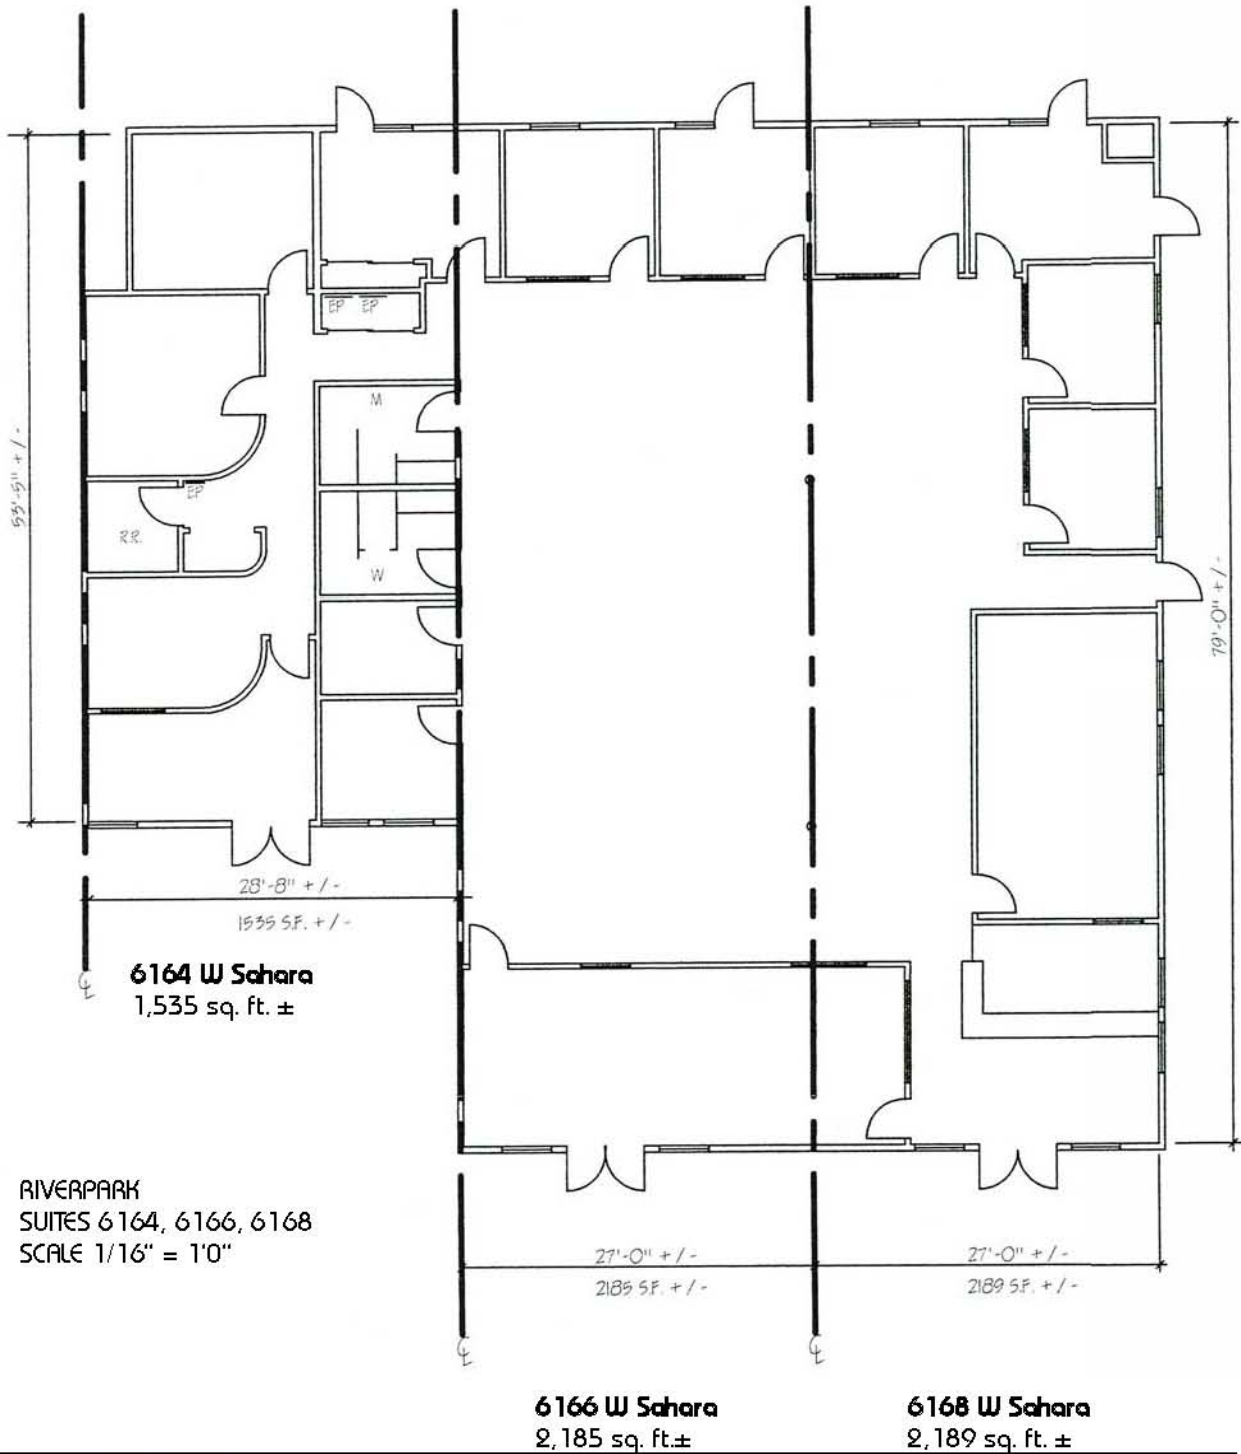 EP EP
M
53'-5" +/-
EP
R.R.
W
79'-0" +/-
28'-8" +/-
1535 S.F. +/-
6164 W Sahara
1,535 sq. ft. ±
RIVERPARK
SUITES 6164, 6166, 6168
SCALE 1/16" = 1'0"
27'-0" +/-
2185 S.F. +/-
27'-0" +/-
2189 S.F. +/-
6166 W Sahara
2,185 sq. ft.±
6168 W Sahara
2,189 sq. ft. ±